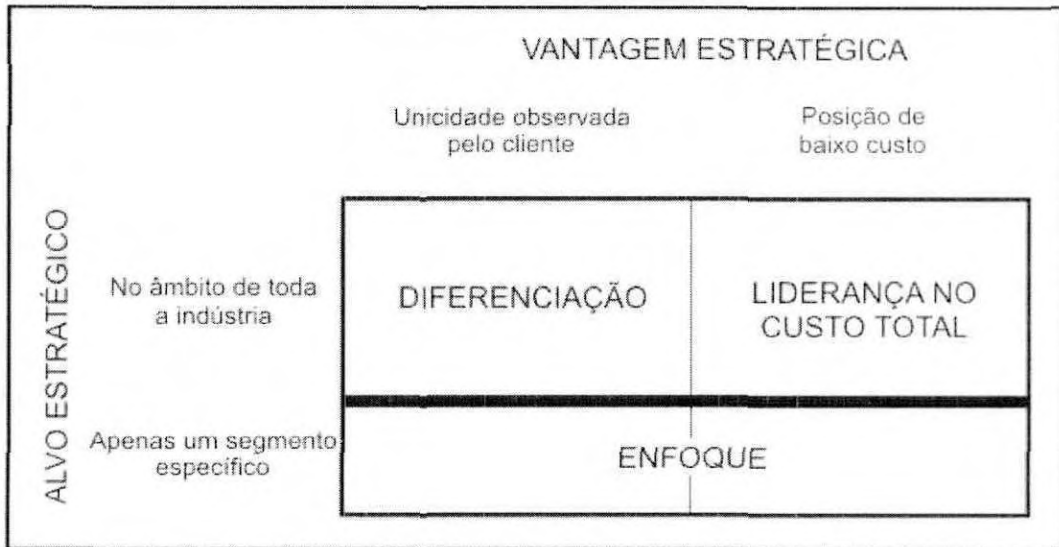 VANTAGEM ESTRATÉGICA
Unicidade observada
pelo cliente
Posição de
baixo custo
ALVO ESTRATÉGICO
No âmbito de toda
a indústria
DIFERENCIAÇÃO
LIDERANÇA NO
CUSTO TOTAL
Apenas um segmento
específico
ENFOQUE